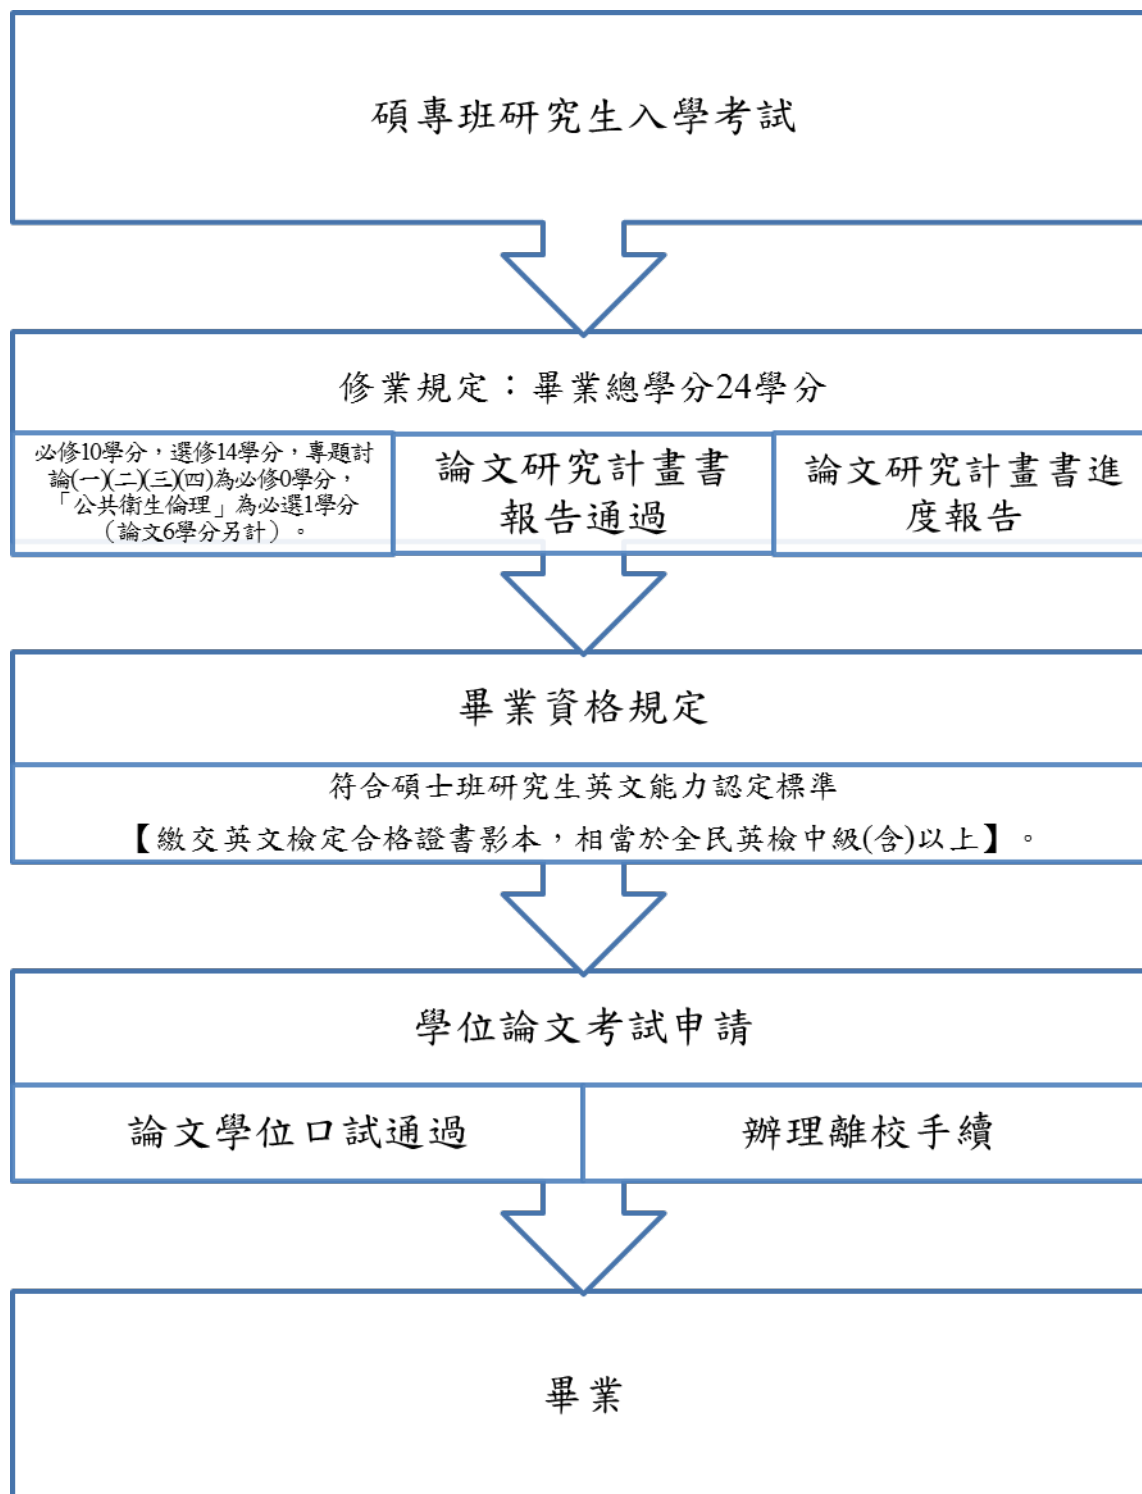 碩專班研究生入學考試
修業規定：畢業總學分24學分
必修10學分，選修14學分，專題討
論(一)(二)(三)(四)為必修0學分，
「公共衛生倫理」為必選1學分
（論文6學分另計）。
論文研究計畫書
報告通過
論文研究計畫書進
度報告
畢業資格規定
符合碩士班研究生英文能力認定標準
【繳交英文檢定合格證書影本，相當於全民英檢中級(含)以上】。
學位論文考試申請
論文學位口試通過
辦理離校手續
畢業